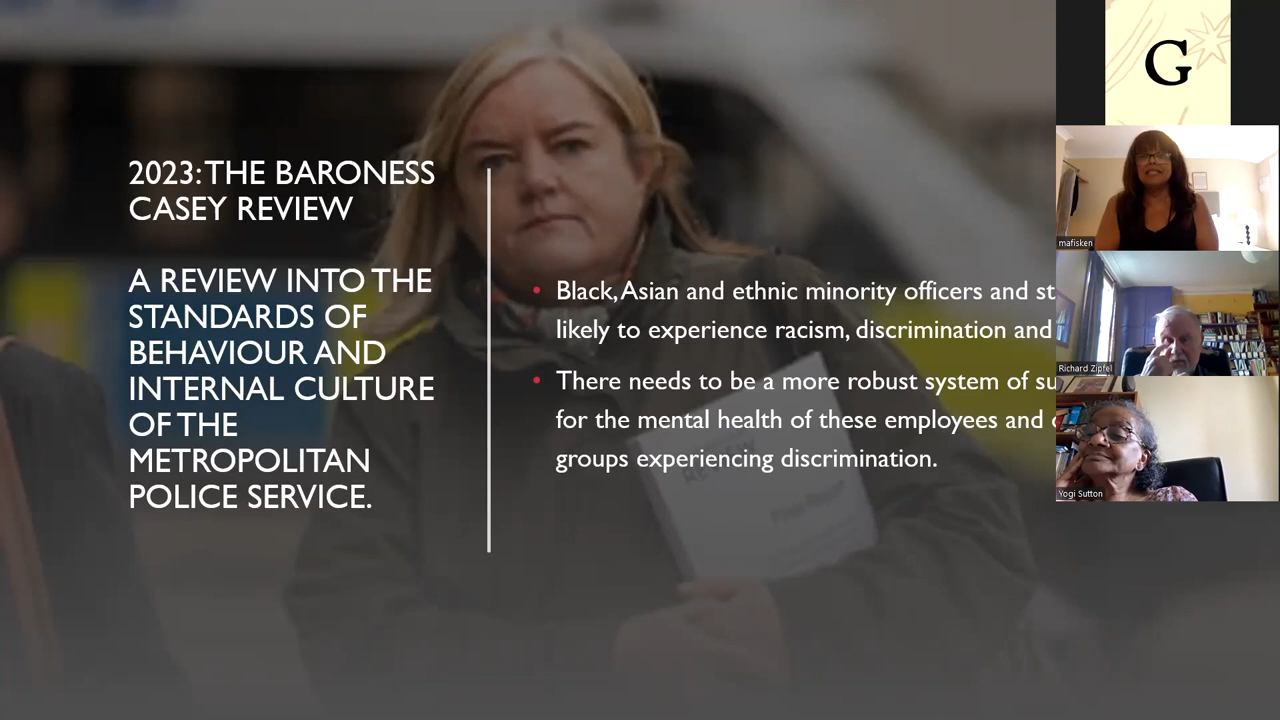 2023: THE BARONESS
CASEY REVIEW
A REVIEW INTO THE
STANDARDS OF
BEHAVIOUR AND
INTERNAL CULTURE
OF THE
METROPOLITAN
POLICE SERVICE.
• Black, Asian and ethnic minority officers and
likely to experience racism, discrimination and
• There needs to be a more robust system of
for the mental health of these employees and
groups experiencing discrimination.
G
mafisken
Richard Zipfel
Yogi Sutton